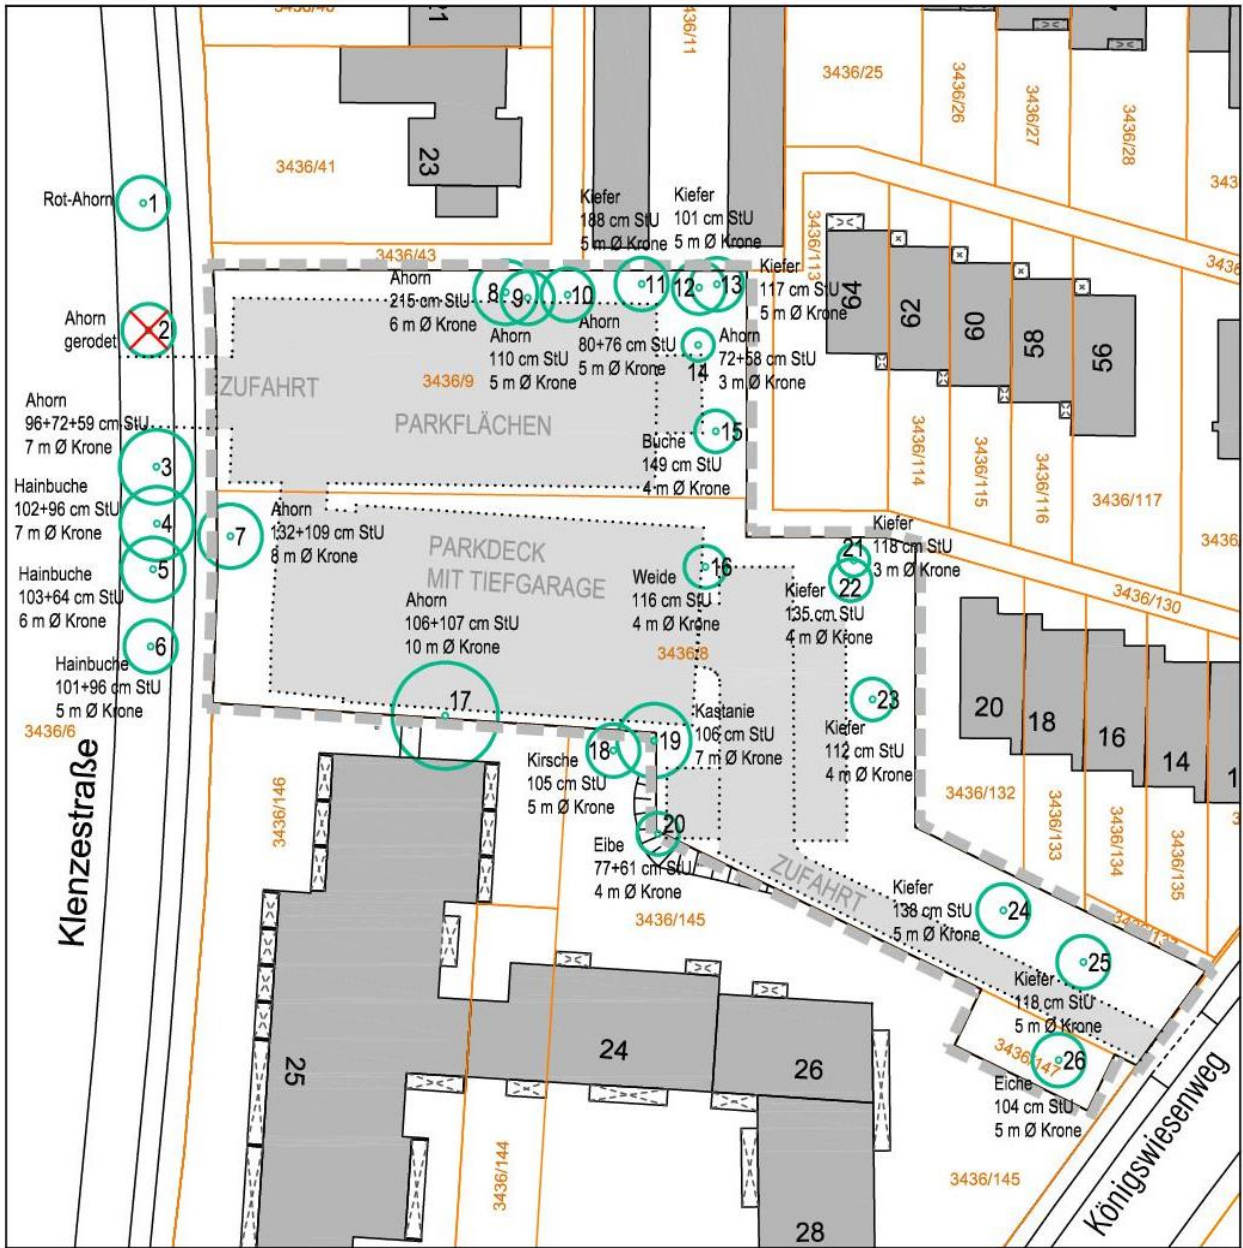 21
3436/11
3436/25
3436/26
3436/27
3436/28
3436/41
23
Rot-Ahorn
1
3436/43
Kiefer
188 cm StU
5 m Ø Krone
Kiefer
101 cm StU
5 m Ø Krone
3436/113
64
62
60
58
56
Kiefer
117 cm StU
5 m Ø Krone
Ahorn
215 cm StU
6 m Ø Krone
8
9
10
11
12
13
Ahorn
gerodet
2
Ahorn
110 cm StU
5 m Ø Krone
Ahorn
80+76 cm StU
5 m Ø Krone
Ahorn
72+58 cm StU
3 m Ø Krone
14
ZUFAHRT
3436/9
PARKFLÄCHEN
Ahorn
96+72+59 cm StU
7 m Ø Krone
3
Buche
149 cm StU
4 m Ø Krone
15
3436/114
3436/115
3436/116
3436/117
Hainbuche
102+96 cm StU
7 m Ø Krone
4
Ahorn
132+109 cm StU
8 m Ø Krone
7
Kiefer
118 cm StU
3 m Ø Krone
21
Hainbuche
103+64 cm StU
6 m Ø Krone
5
PARKDECK
MIT TIEFGARAGE
Weide
116 cm StU
4 m Ø Krone
16
Kiefer
135 cm StU
4 m Ø Krone
22
3436/130
Ahorn
106+107 cm StU
10 m Ø Krone
17
3436/8
Hainbuche
101+96 cm StU
5 m Ø Krone
6
3436/6
Kastanie
106 cm StU
7 m Ø Krone
19
Kiefer
112 cm StU
4 m Ø Krone
23
20
18
16
14
Kirsche
105 cm StU
5 m Ø Krone
18
3436/146
3436/132
3436/133
3436/134
3436/135
Klenzestraße
Eibe
77+61 cm StU
4 m Ø Krone
20
ZUFAHRT
3436/145
Kiefer
138 cm StU
5 m Ø Krone
24
Kiefer
118 cm StU
5 m Ø Krone
25
25
24
26
3436/147
26
Eiche
104 cm StU
5 m Ø Krone
3436/144
3436/145
28
Königswiesenweg